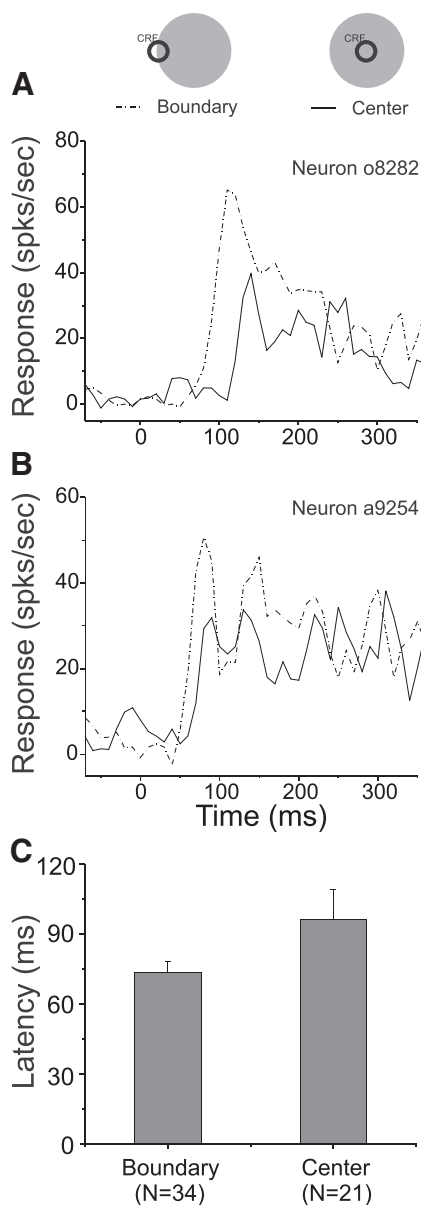 CRF
CRF
A
Boundary
Center
80
Neuron o8282
60
40
20
0
Response (spks/sec)
0
100
200
300
B
60
Neuron a9254
40
20
0
Response (spks/sec)
0
100
200
300
Time (ms)
C
120
90
60
30
0
Latency (ms)
Boundary
Center
(N=34)
(N=21)